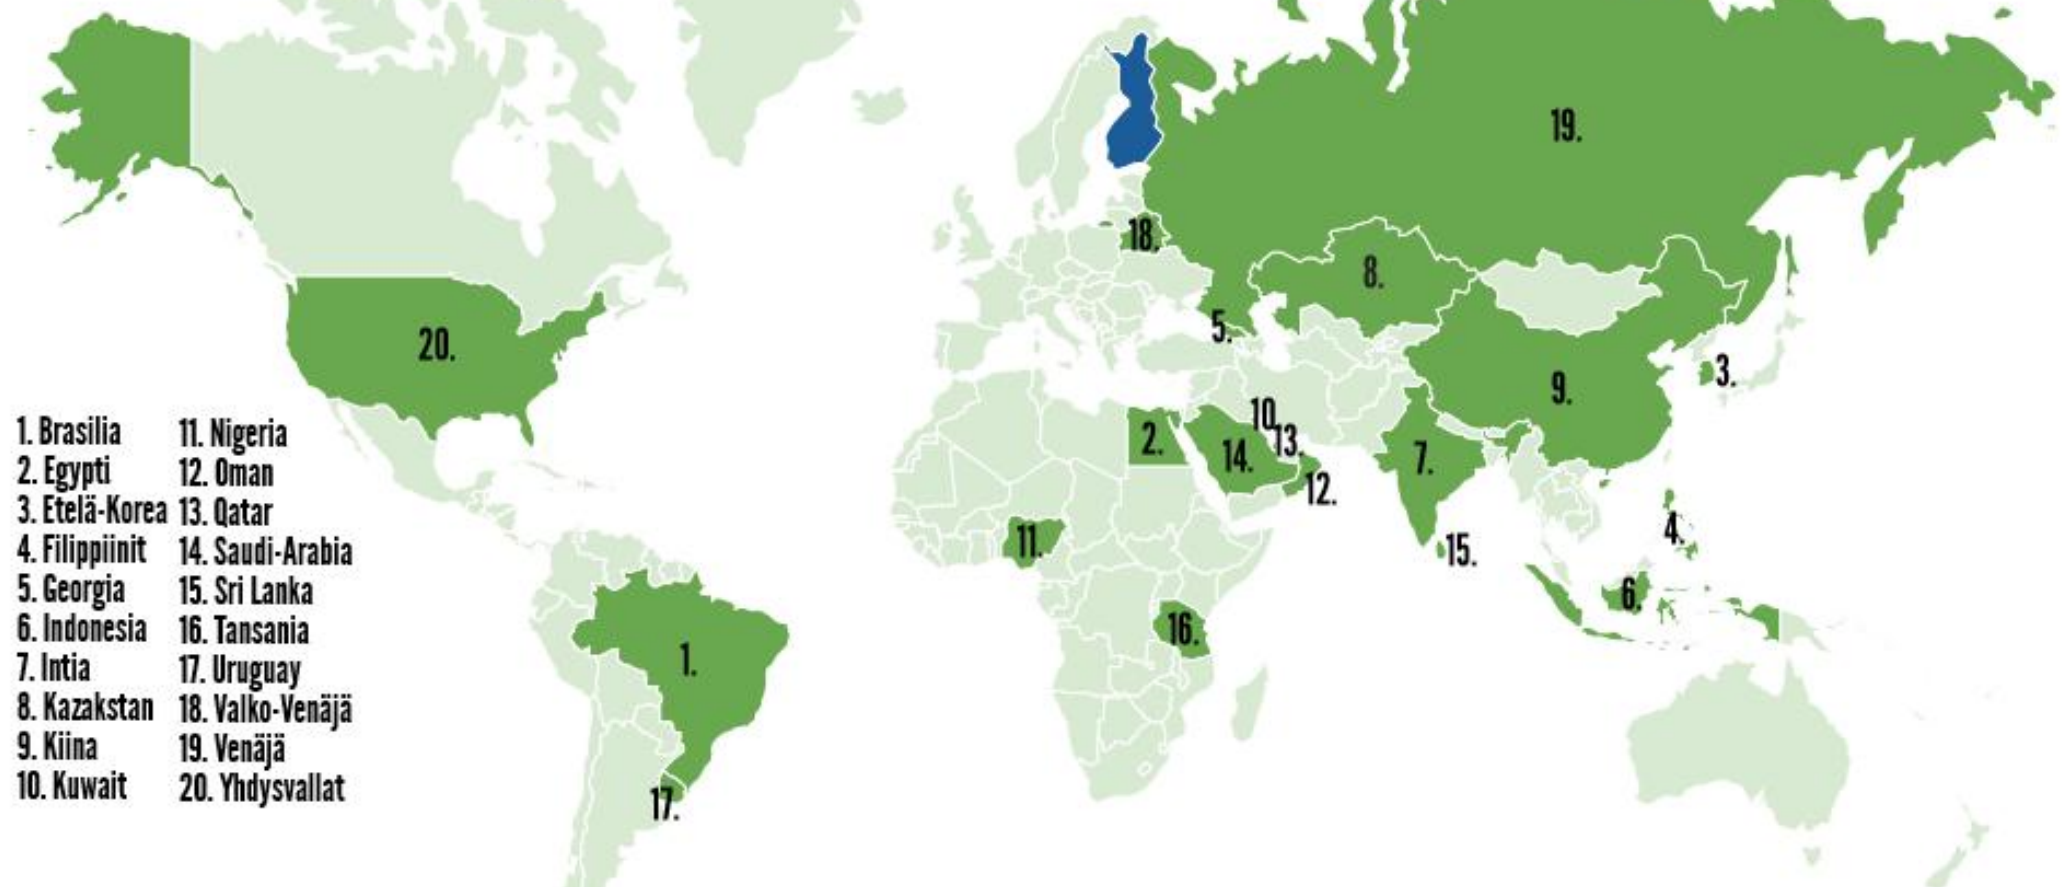 1. Brasilia
2. Egypti
3. Etelä-Korea
4. Filippiinit
5. Georgia
6. Indonesia
7. Intia
8. Kazakstan
9. Kiina
10. Kuwait
11. Nigeria
12. Oman
13. Qatar
14. Saudi-Arabia
15. Sri Lanka
16. Tansania
17. Uruguay
18. Valko-Venäjä
19. Venäjä
20. Yhdysvallat
19.
18.
8.
5.
20.
3.
9.
10.
13.
2.
14.
7.
12.
4.
11.
15.
6.
16.
1.
17.